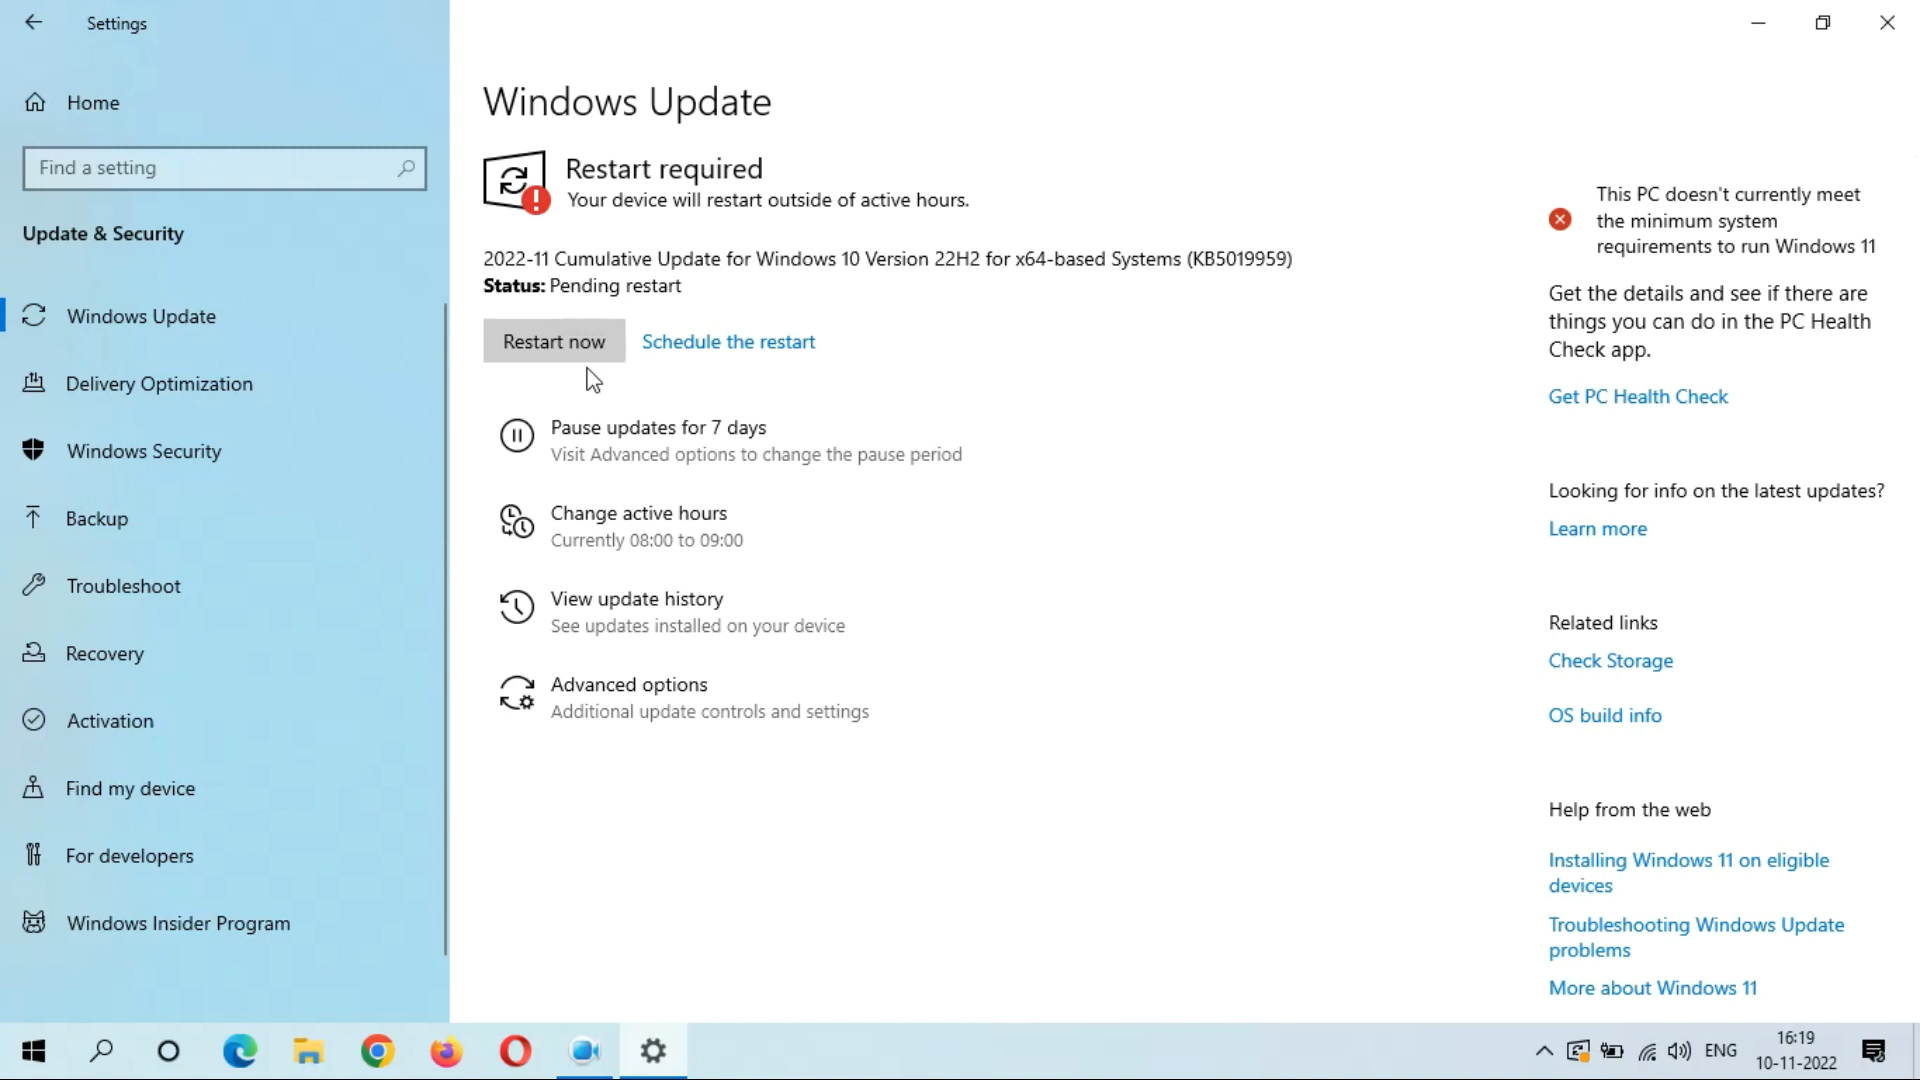 Settings
Home
Find a setting
Update & Security
Windows Update
Delivery Optimization
Windows Security
Backup
Troubleshoot
Recovery
Activation
Find my device
For developers
Windows Insider Program
Windows Update
Restart required
Your device will restart outside of active hours.
2022-11 Cumulative Update for Windows 10 Version 22H2 for x64-based Systems (KB5019959)
Status: Pending restart
Restart now
Schedule the restart
Pause updates for 7 days
Visit Advanced options to change the pause period
Change active hours
Currently 08:00 to 09:00
View update history
See updates installed on your device
Advanced options
Additional update controls and settings
This PC doesn't currently meet
the minimum system
requirements to run Windows 11
Get the details and see if there are
things you can do in the PC Health
Check app.
Get PC Health Check
Looking for info on the latest updates?
Learn more
Related links
Check Storage
OS build info
Help from the web
Installing Windows 11 on eligible
devices
Troubleshooting Windows Update
problems
More about Windows 11
ENG
16:19
10-11-2022